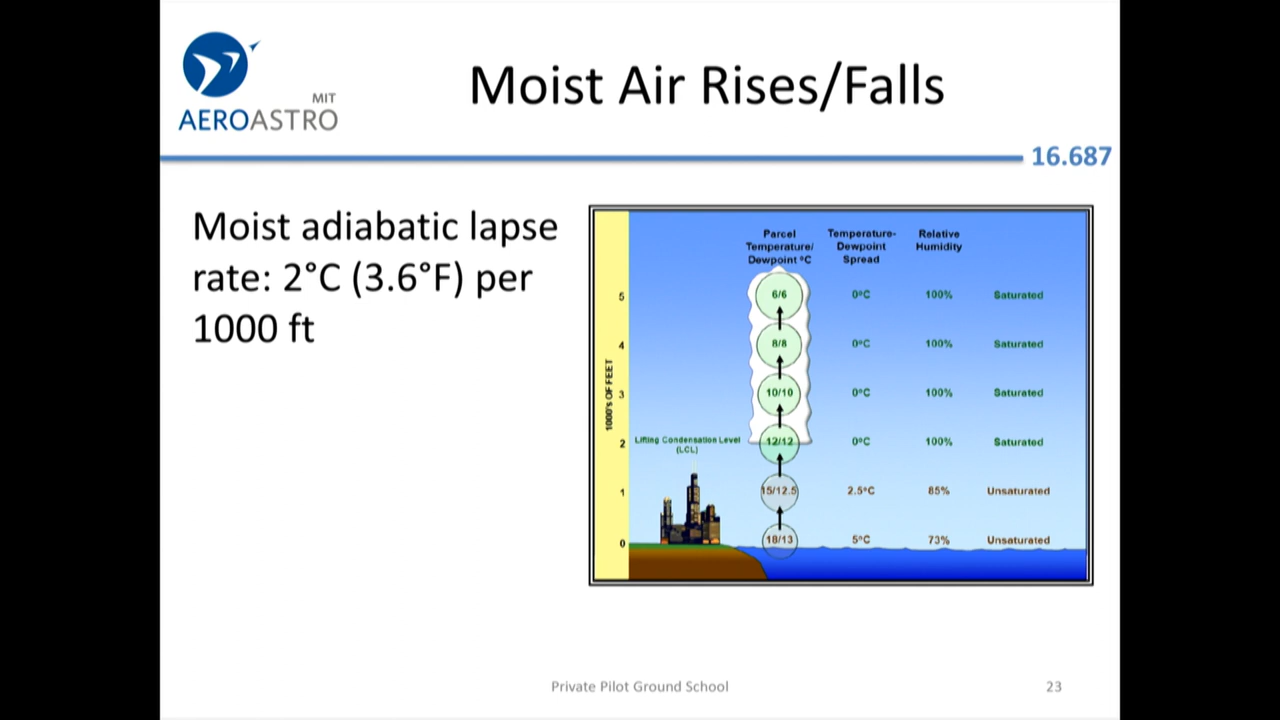 MIT
AEROASTRO
Moist Air Rises/Falls
16.687
Moist adiabatic lapse
rate: 2°C (3.6°F) per
1000 ft
Parcel
Temperature/
Dewpoint °C
Temperature-
Dewpoint
Spread
Relative
Humidity
1000's OF FEET
5 6/6 0°C 100% Saturated
4 8/8 0°C 100% Saturated
3 10/10 0°C 100% Saturated
2 Lifting Condensation Level
(LCL)
12/12 0°C 100% Saturated
1 15/12.5 2.5°C 85% Unsaturated
0 18/13 5°C 73% Unsaturated
Private Pilot Ground School
23